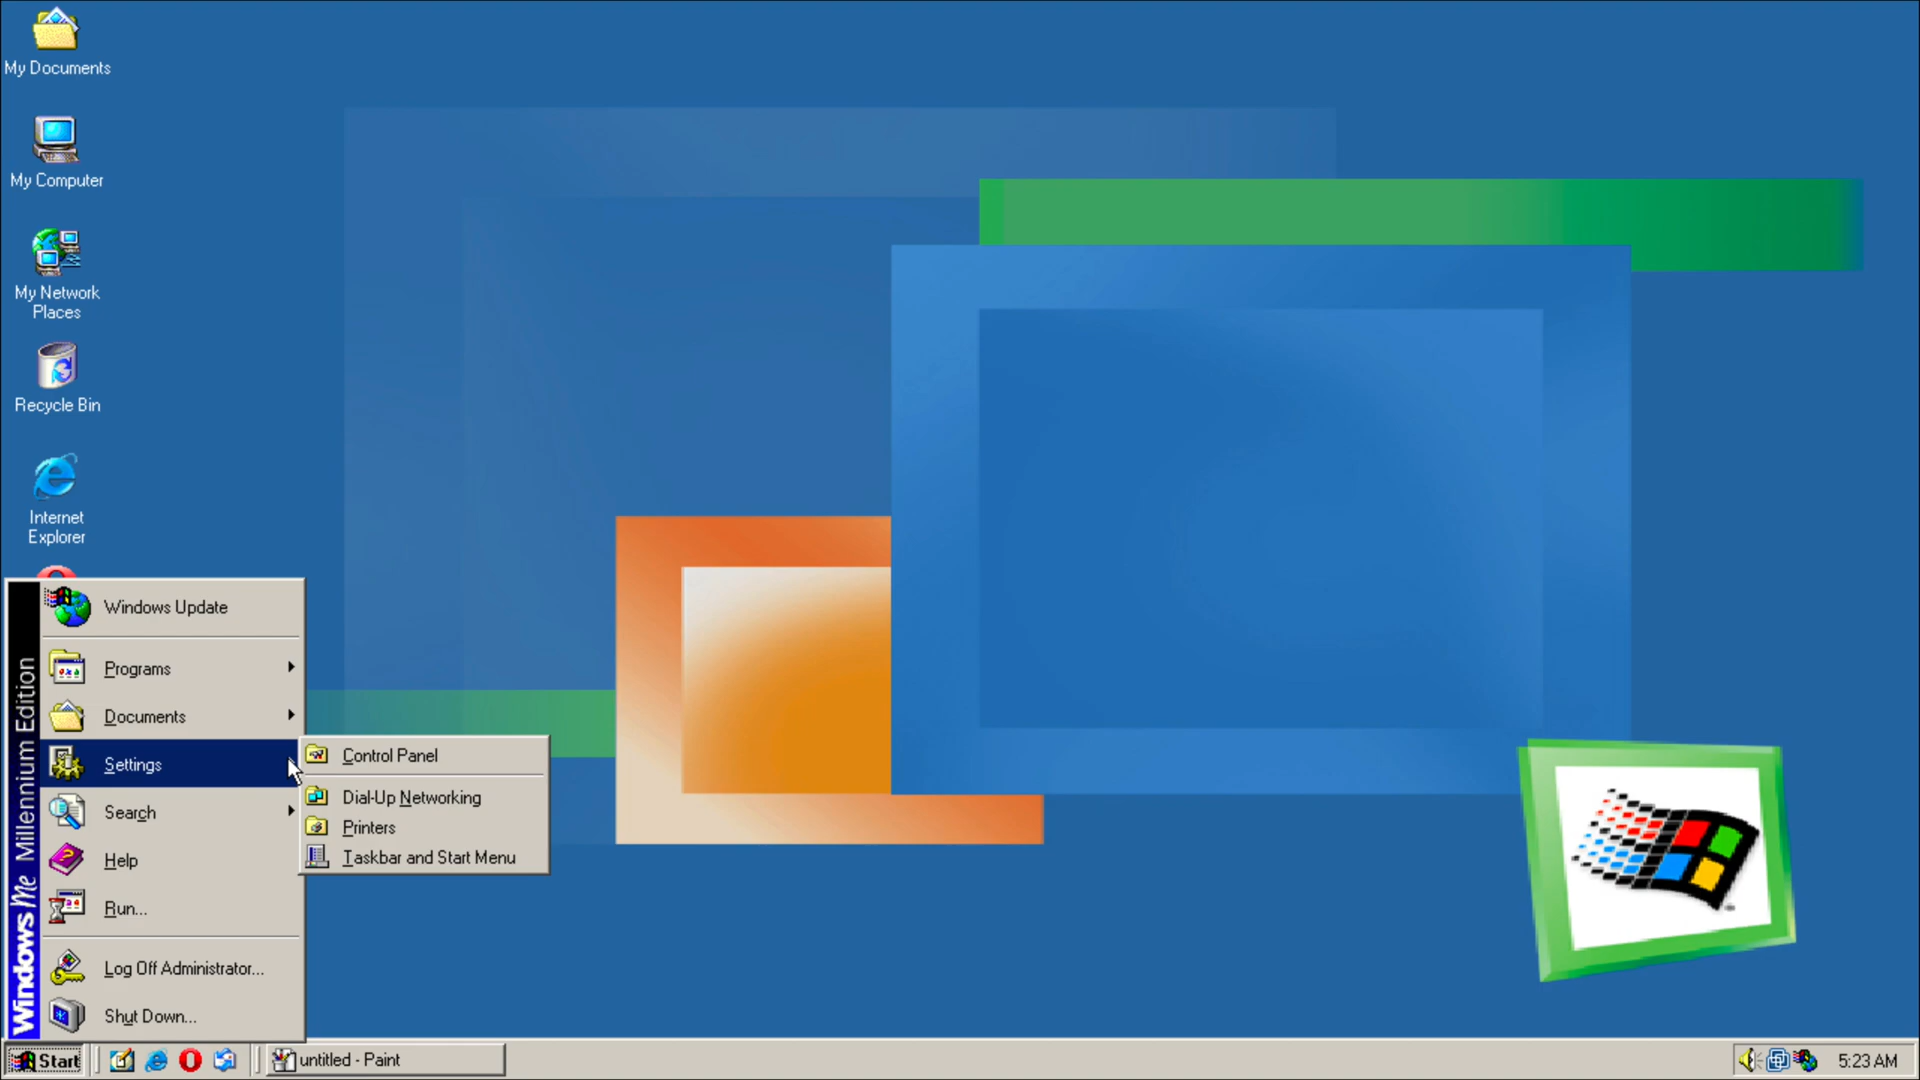 My Documents
My Computer
My Network
Places
Recycle Bin
Internet
Explorer
Windows Me Millennium Edition
Windows Update
Programs
Documents
Settings
Search
Help
Run...
Log Off Administrator...
Shut Down...
Control Panel
Dial-Up Networking
Printers
Taskbar and Start Menu
Start
untitled - Paint
5:23 AM